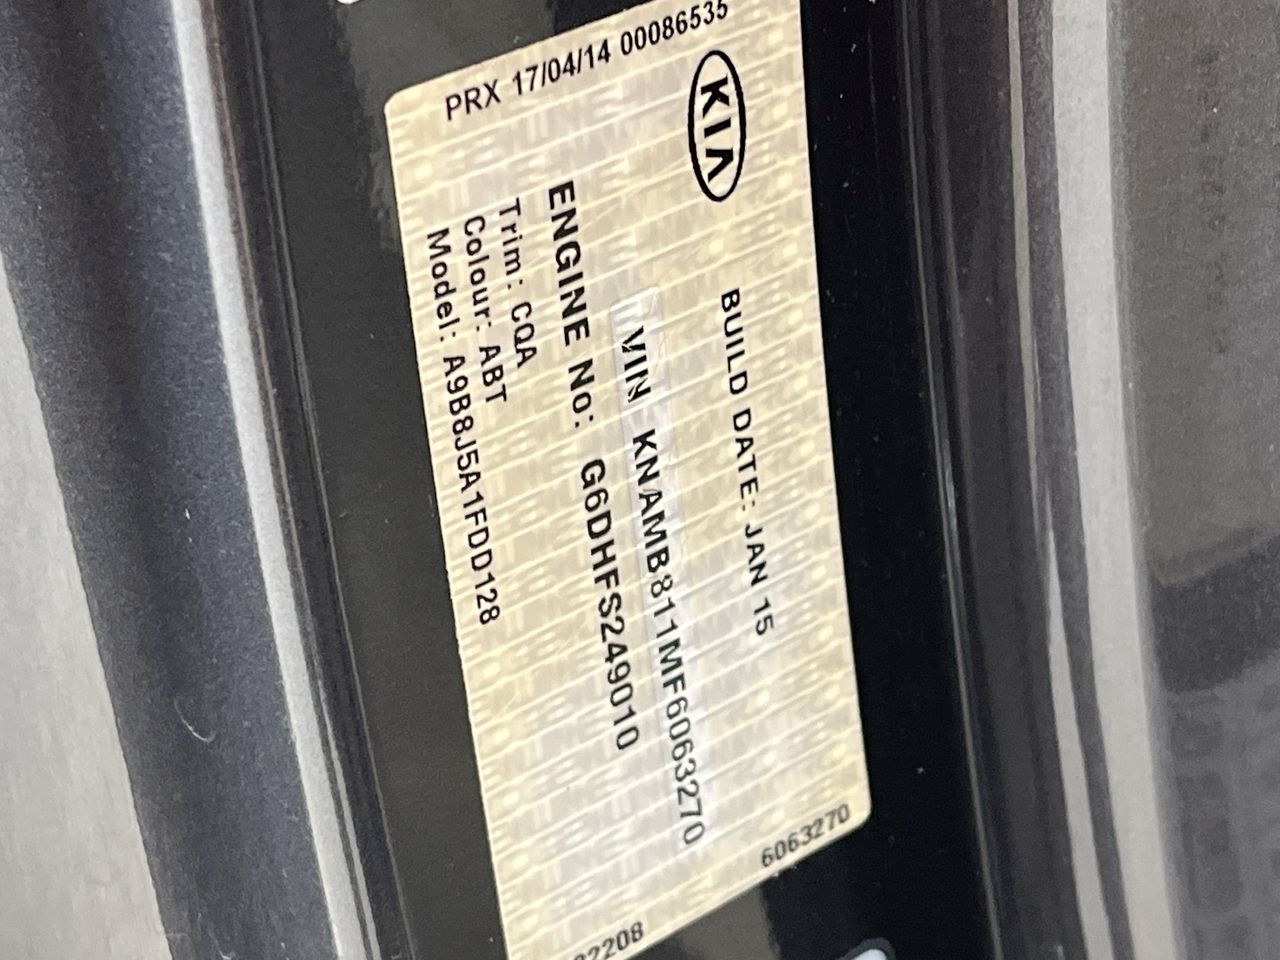 PRX 17/04/14 00086535
KIA
BUILD DATE: JAN 15
VIN KNAMB811MF6063270
ENGINE No: G6DHFS249010
Trim: CQA
Colour: ABT
Model: A9B8J5A1FDD128
6063270